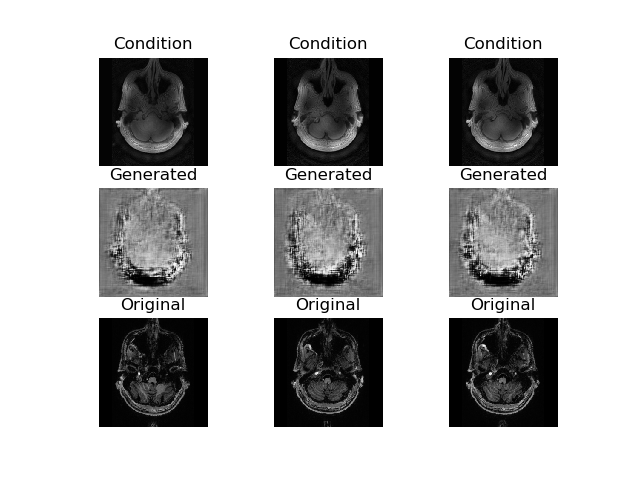 Condition Condition Condition
Generated Generated Generated
Original Original Original